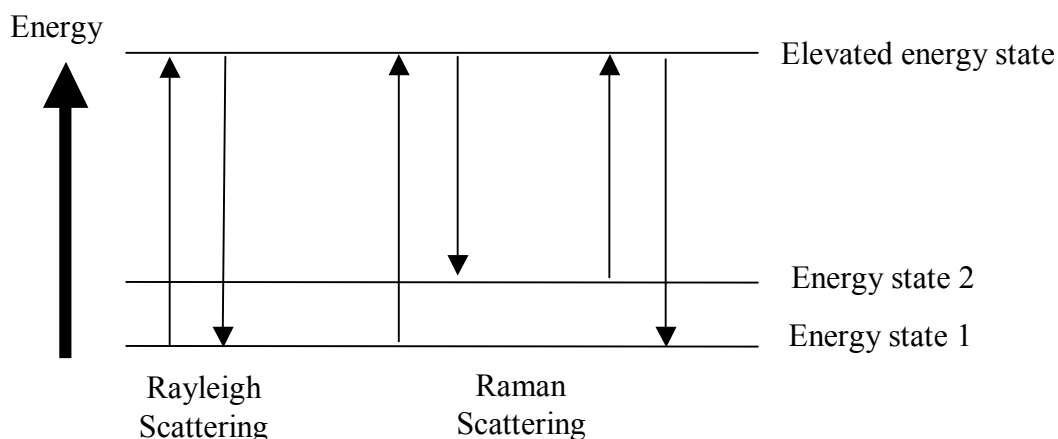 Energy
Elevated energy state
Energy state 2
Energy state 1
Rayleigh
Scattering
Raman
Scattering